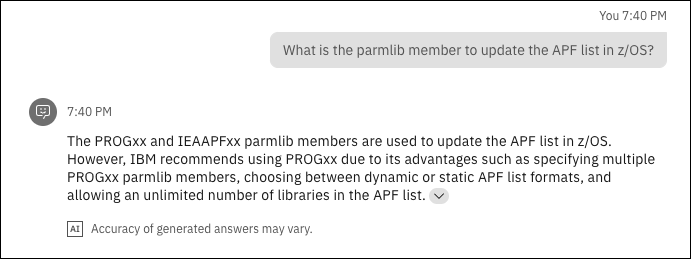 You 7:40 PM
What is the parmlib member to update the APF list in z/OS?
7:40 PM
The PROGxx and IEAAPFxx parmlib members are used to update the APF list in z/OS.
However, IBM recommends using PROGxx due to its advantages such as specifying multiple
PROGxx parmlib members, choosing between dynamic or static APF list formats, and
allowing an unlimited number of libraries in the APF list.
AI Accuracy of generated answers may vary.